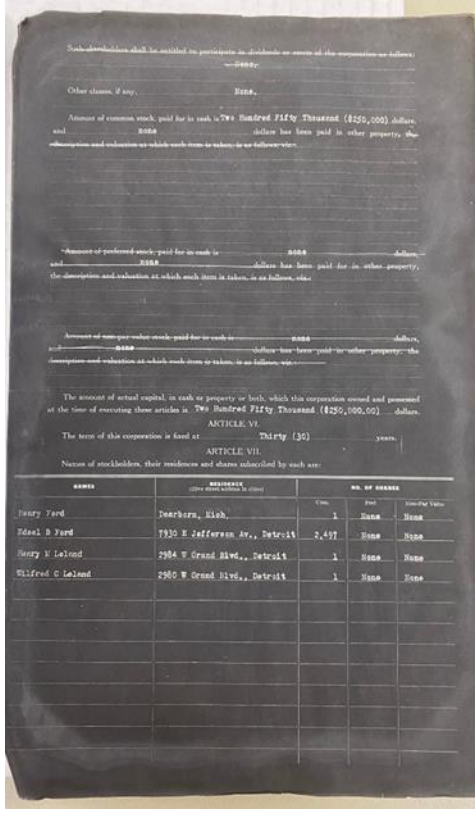 Such shareholders shall be entitled to participate in dividends or assets of the corporation as follows:
None.
Other clauses, if any, None.
Amount of common stock paid for in cash is Two Hundred Fifty Thousand ($250,000) dollars,
and none dollars has been paid in other property, the
description and valuation at which each item is taken, is as follows, viz.:
Amount of preferred stock paid for in cash is none dollars,
and none dollars has been paid for in other property,
the description and valuation at which each item is taken, is as follows, viz.:
Amount of non-par value stock, paid for in cash is none dollars,
and none dollars has been paid in other property, the
description and valuation at which each item is taken, is as follows, viz.:
The amount of actual capital, in cash or property or both, which this corporation owned and possessed
at the time of executing these articles is Two Hundred Fifty Thousand ($250,000.00) dollars.
ARTICLE VI.
The term of this corporation is fixed at Thirty (30) years.
ARTICLE VII.
Names of stockholders, their residences and shares subscribed by each are:
NAMES RESIDENCE NO. OF SHARES
(Give street address in cities)
Com. Pref. Non-Par Value
Henry Ford Dearborn, Mich. 1 None None
Edsel B Ford 7930 E Jefferson Av., Detroit 2,497 None None
Henry M Leland 2984 W Grand Blvd., Detroit 1 None None
Wilfred C Leland 2980 W Grand Blvd., Detroit 1 None None